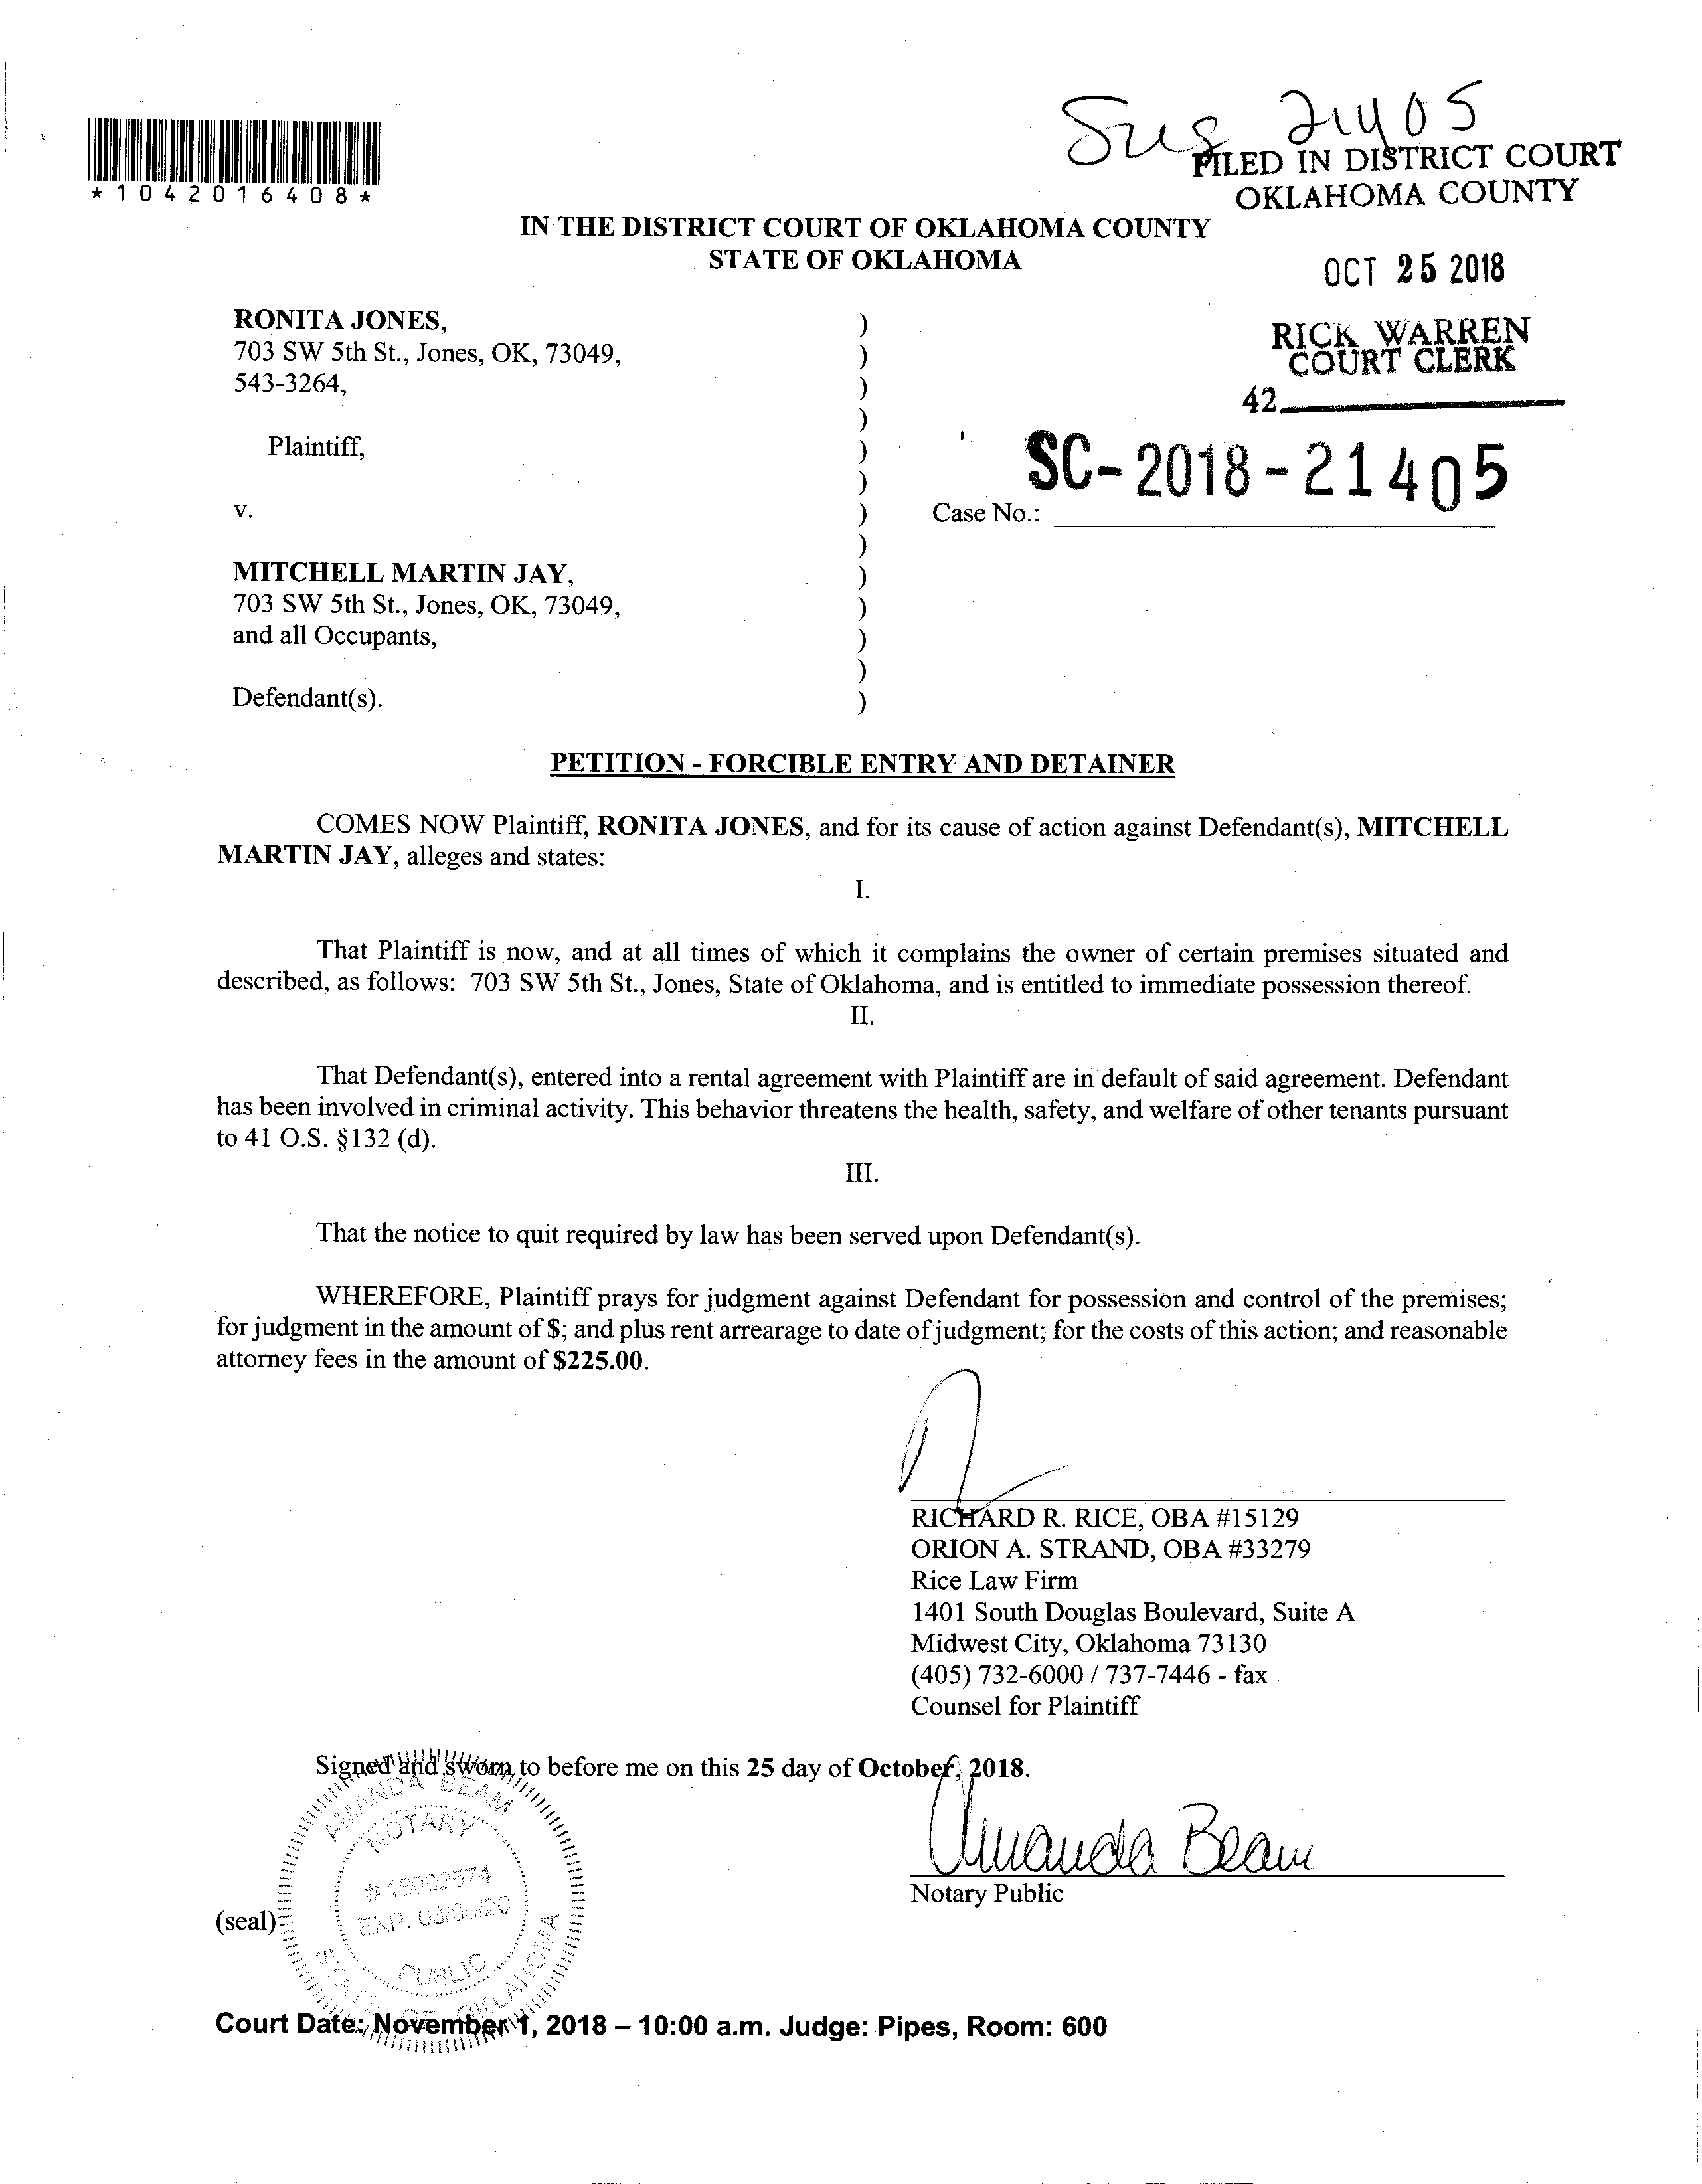 21405
FILED IN DISTRICT COURT
OKLAHOMA COUNTY
*1042016408*
IN THE DISTRICT COURT OF OKLAHOMA COUNTY
STATE OF OKLAHOMA
OCT 25 2018
RICK WARREN
COURT CLERK
42
RONITA JONES, )
703 SW 5th St., Jones, OK, 73049, )
543-3264, )
)
Plaintiff, )
)
SC-2018-21405
v. ) Case No.:
)
MITCHELL MARTIN JAY, )
703 SW 5th St., Jones, OK, 73049, )
and all Occupants, )
)
Defendant(s). )
PETITION - FORCIBLE ENTRY AND DETAINER
COMES NOW Plaintiff, RONITA JONES, and for its cause of action against Defendant(s), MITCHELL
MARTIN JAY, alleges and states:
I.
That Plaintiff is now, and at all times of which it complains the owner of certain premises situated and
described, as follows: 703 SW 5th St., Jones, State of Oklahoma, and is entitled to immediate possession thereof.
II.
That Defendant(s), entered into a rental agreement with Plaintiff are in default of said agreement. Defendant
has been involved in criminal activity. This behavior threatens the health, safety, and welfare of other tenants pursuant
to 41 O.S. §132 (d).
III.
That the notice to quit required by law has been served upon Defendant(s).
WHEREFORE, Plaintiff prays for judgment against Defendant for possession and control of the premises;
for judgment in the amount of $; and plus rent arrearage to date of judgment; for the costs of this action; and reasonable
attorney fees in the amount of $225.00.
RICHARD R. RICE, OBA #15129
ORION A. STRAND, OBA #33279
Rice Law Firm
1401 South Douglas Boulevard, Suite A
Midwest City, Oklahoma 73130
(405) 732-6000 / 737-7446 - fax
Counsel for Plaintiff
Signed and sworn to before me on this 25 day of October, 2018.
AMANDA BEAM
NOTARY
# 18002574
EXP.
PUBLIC
STATE OF OKLAHOMA
Amanda Beam
Notary Public
(seal)
Court Date: November 1, 2018 – 10:00 a.m. Judge: Pipes, Room: 600